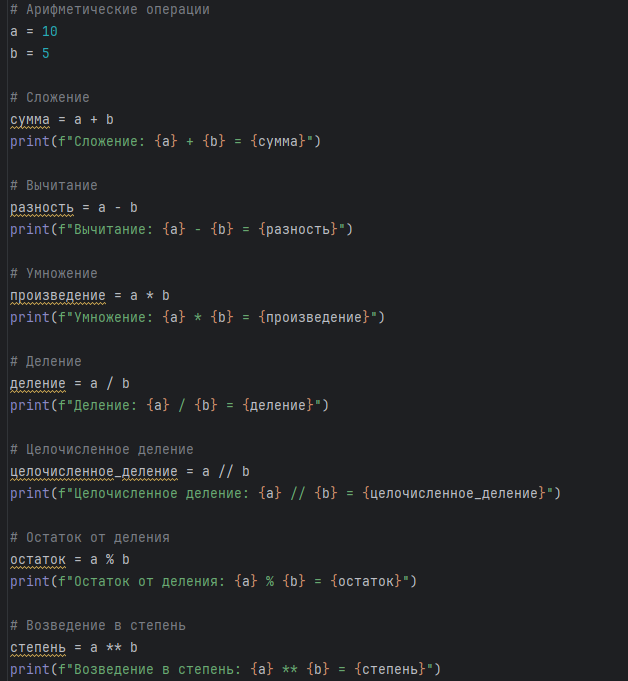 # Арифметические операции
a = 10
b = 5
# Сложение
сумма = a + b
print(f"Сложение: {a} + {b} = {сумма}")
# Вычитание
разность = a - b
print(f"Вычитание: {a} - {b} = {разность}")
# Умножение
произведение = a * b
print(f"Умножение: {a} * {b} = {произведение}")
# Деление
деление = a / b
print(f"Деление: {a} / {b} = {деление}")
# Целочисленное деление
целочисленное_деление = a // b
print(f"Целочисленное деление: {a} // {b} = {целочисленное_деление}")
# Остаток от деления
остаток = a % b
print(f"Остаток от деления: {a} % {b} = {остаток}")
# Возведение в степень
степень = a ** b
print(f"Возведение в степень: {a} ** {b} = {степень}")